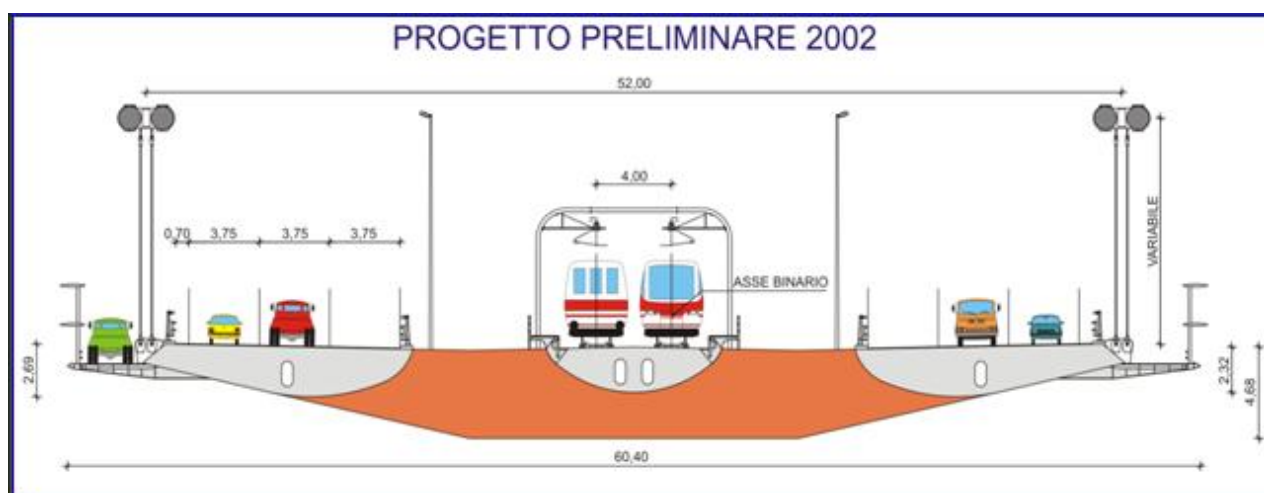 PROGETTO PRELIMINARE 2002
52,00
4,00
0,70 3,75 3,75 3,75
VARIABILE
ASSE BINARIO
2,69
2,32
4,68
60,40